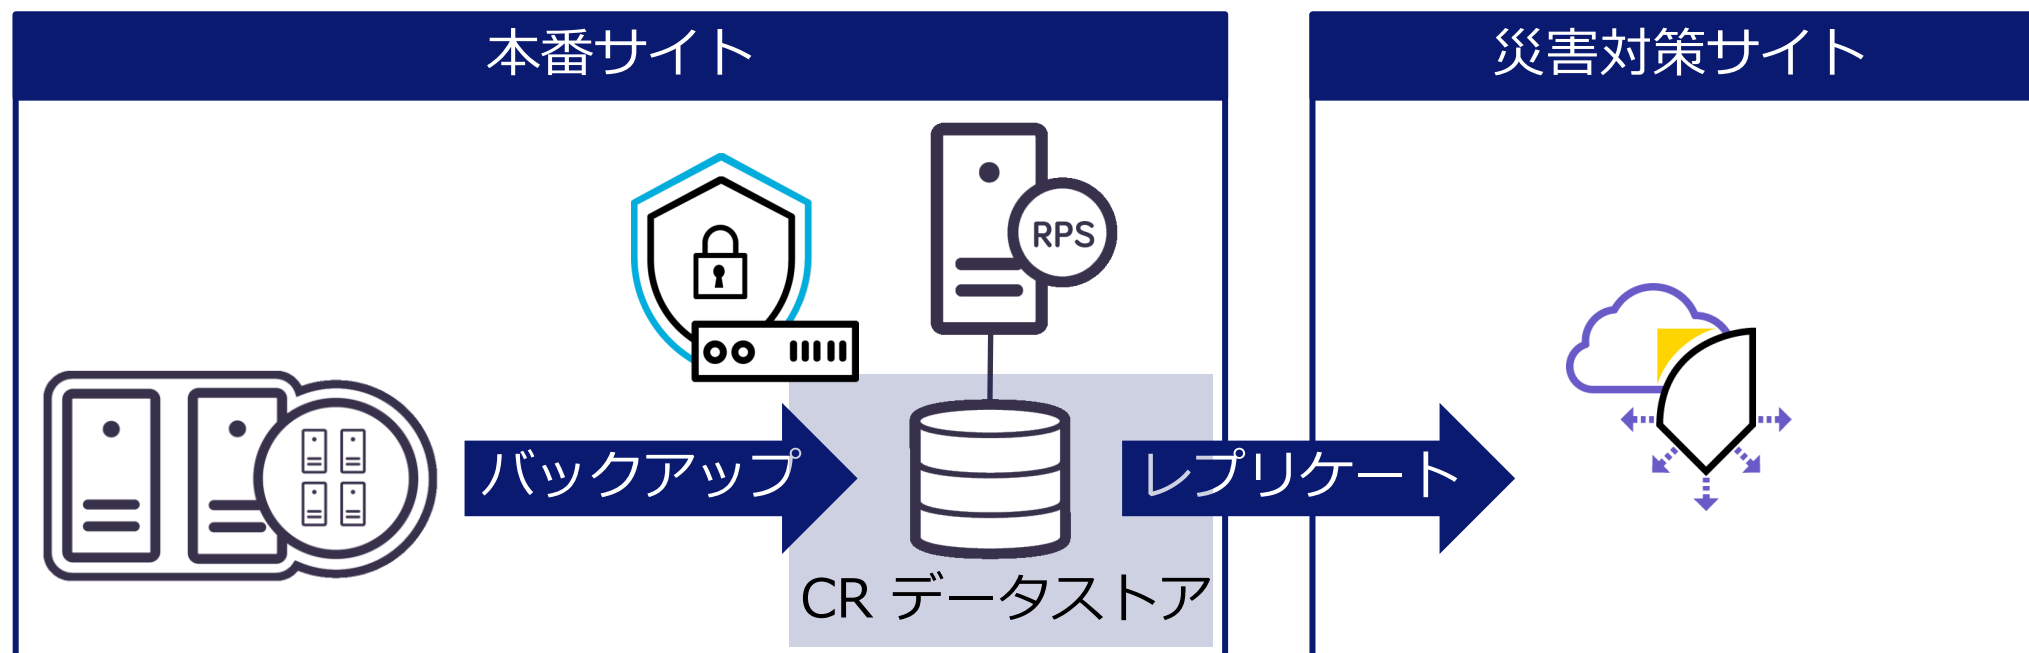 本番サイト
災害対策サイト
RPS
バックアップ
レプリケート
CR データストア